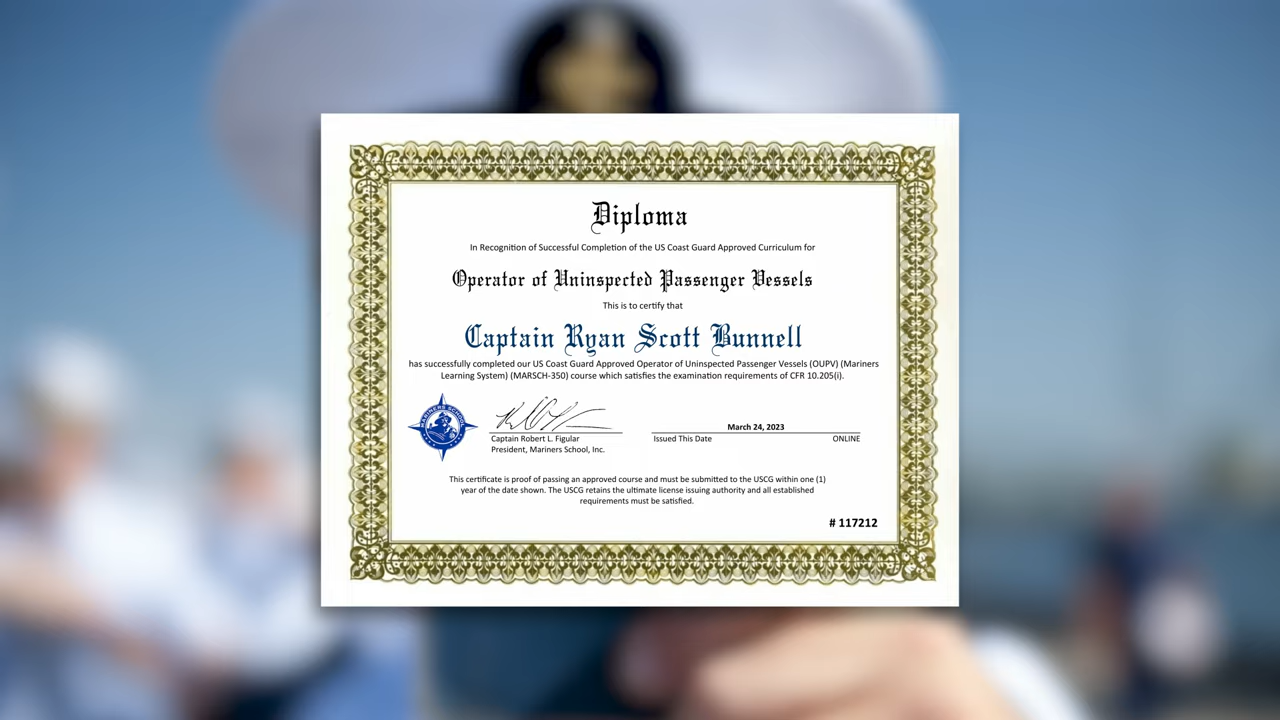 Diploma
In Recognition of Successful Completion of the US Coast Guard Approved Curriculum for
Operator of Uninspected Passenger Vessels
This is to certify that
Captain Ryan Scott Bunnell
has successfully completed our US Coast Guard Approved Operator of Uninspected Passenger Vessels (OUPV) (Mariners
Learning System) (MARSCH-350) course which satisfies the examination requirements of CFR 10.205(i).
MARINERS SCHOOL
March 24, 2023
Captain Robert L. Figular
Issued This Date ONLINE
President, Mariners School, Inc.
This certificate is proof of passing an approved course and must be submitted to the USCG within one (1)
year of the date shown. The USCG retains the ultimate license issuing authority and all established
requirements must be satisfied.
# 117212